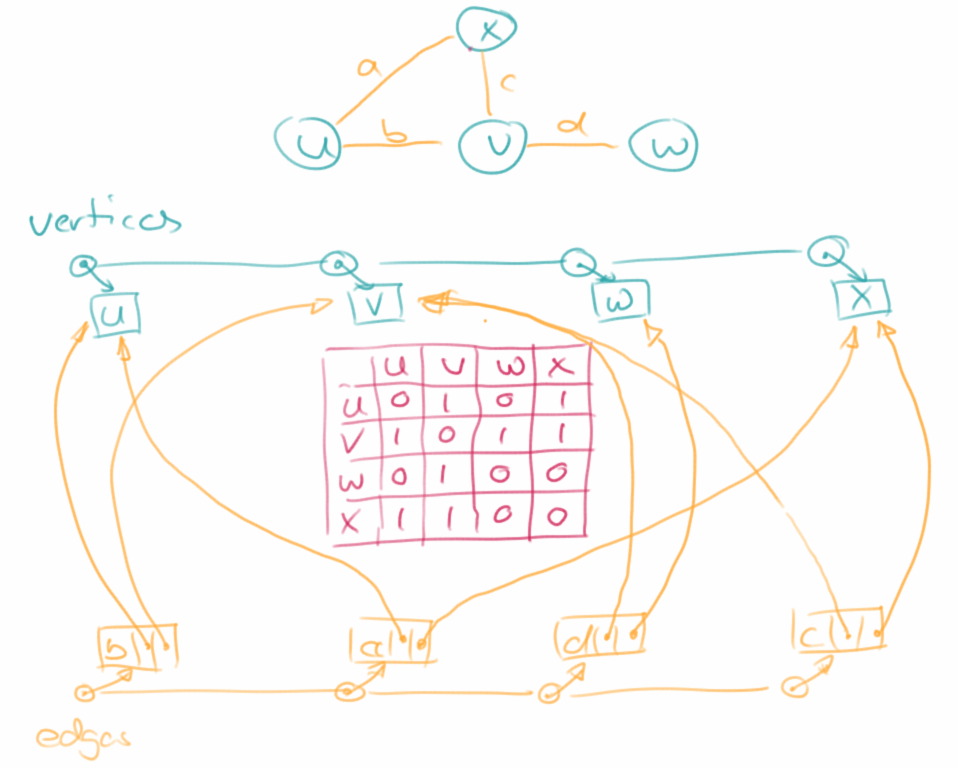 x
a
c
u b v d w
vertices
u v w x
u v w x
u 0 1 0 1
v 1 0 1 1
w 0 1 0 0
x 1 1 0 0
b a d c
edges